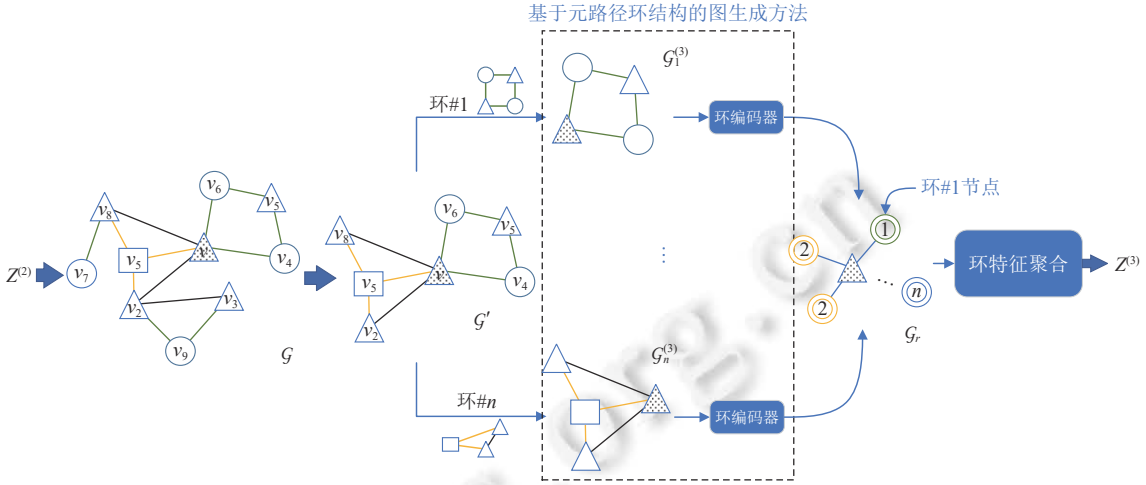 基于元路径环结构的图生成方法
环#1
𝒢₁⁽³⁾
环编码器
环#1节点
Z⁽²⁾
v₇
v₈
v₅
v₂
v₉
v₃
v
v₆
v₅
v₄
𝒢
v₈
v₅
v₂
v
v₆
v₅
v₄
𝒢′
⋮
1
2
2
…
n
𝒢ᵣ
环特征聚合
Z⁽³⁾
环#n
𝒢ₙ⁽³⁾
环编码器